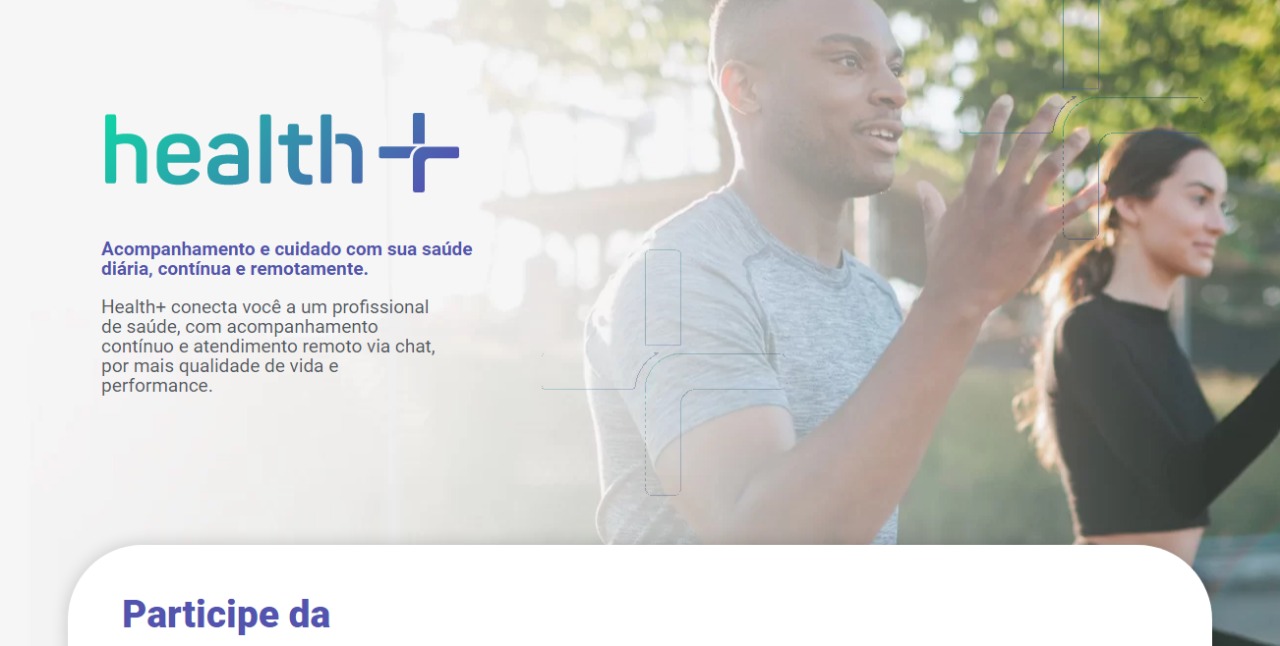 health+
Acompanhamento e cuidado com sua saúde
diária, contínua e remotamente.
Health+ conecta você a um profissional
de saúde, com acompanhamento
contínuo e atendimento remoto via chat,
por mais qualidade de vida e
performance.
Participe da